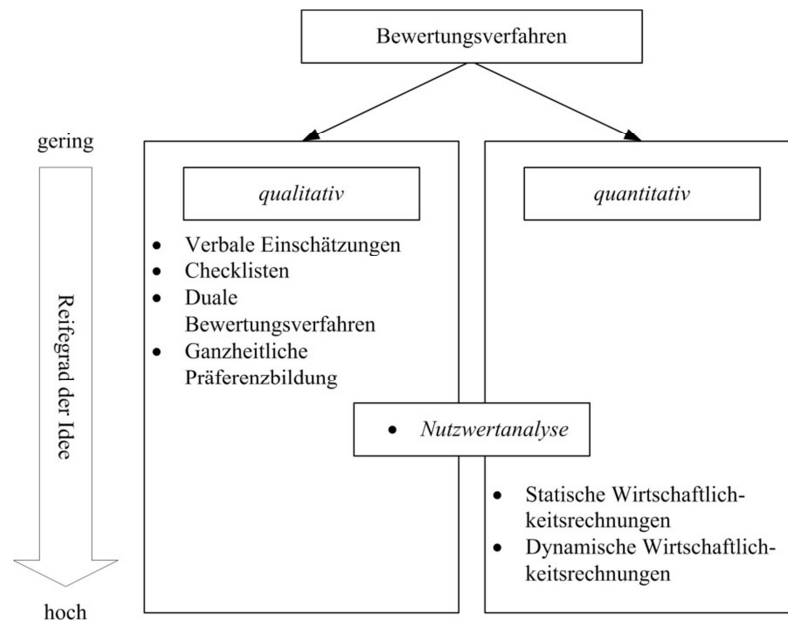 Bewertungsverfahren
gering
qualitativ
• Verbale Einschätzungen
• Checklisten
• Duale
Bewertungsverfahren
• Ganzheitliche
Präferenzbildung
quantitativ
• Nutzwertanalyse
• Statische Wirtschaftlich-
keitsrechnungen
• Dynamische Wirtschaftlich-
keitsrechnungen
Reifegrad der Idee
hoch